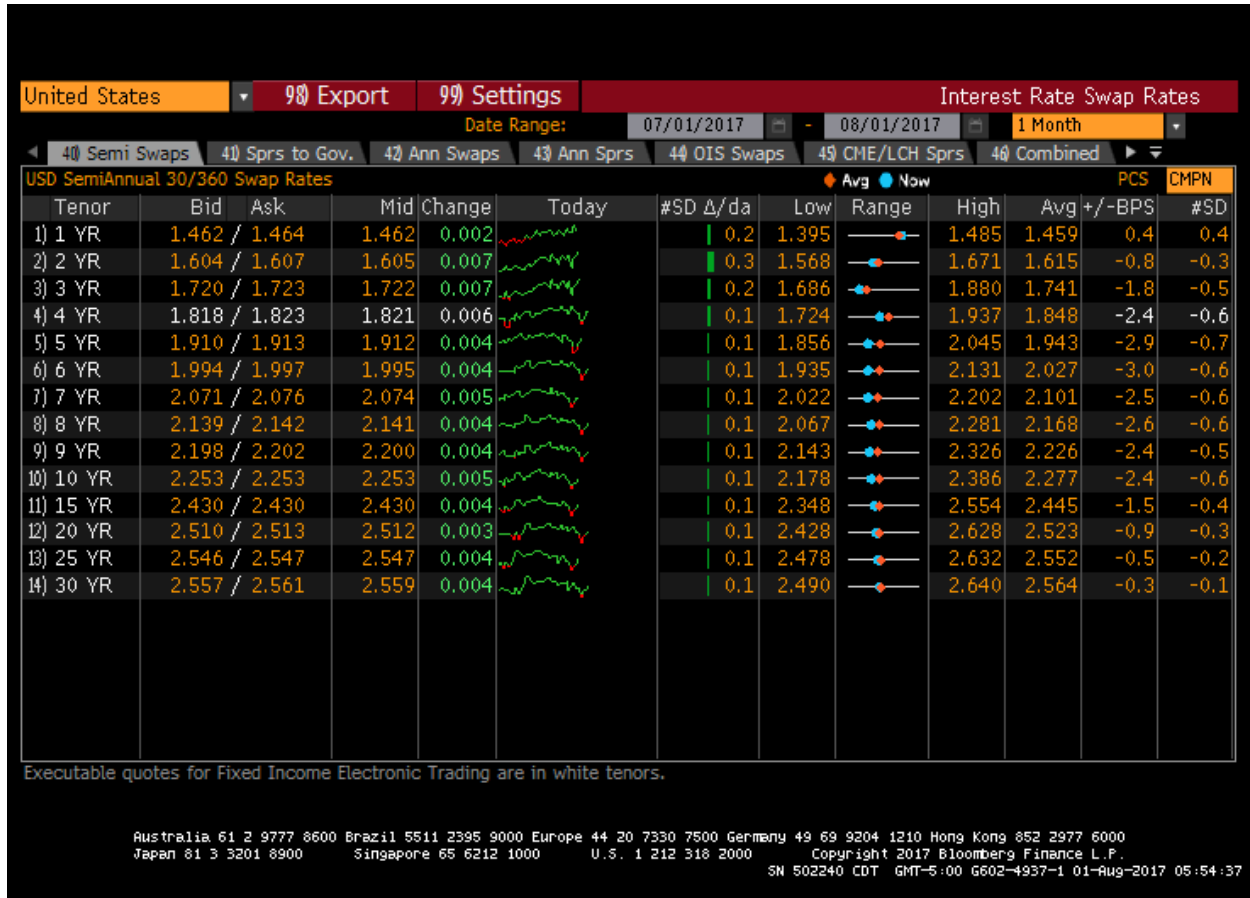 United States 98) Export 99) Settings Interest Rate Swap Rates
Date Range: 07/01/2017 - 08/01/2017 1 Month
40) Semi Swaps 41) Sprs to Gov. 42) Ann Swaps 43) Ann Sprs 44) OIS Swaps 45) CME/LCH Sprs 46) Combined
USD SemiAnnual 30/360 Swap Rates Avg Now PCS CMPN
Tenor Bid Ask Mid Change Today #SD Δ/da Low Range High Avg +/-BPS #SD
1) 1 YR 1.462 / 1.464 1.462 0.002 0.2 1.395 1.485 1.459 0.4 0.4
2) 2 YR 1.604 / 1.607 1.605 0.007 0.3 1.568 1.671 1.615 -0.8 -0.3
3) 3 YR 1.720 / 1.723 1.722 0.007 0.2 1.686 1.880 1.741 -1.8 -0.5
4) 4 YR 1.818 / 1.823 1.821 0.006 0.1 1.724 1.937 1.848 -2.4 -0.6
5) 5 YR 1.910 / 1.913 1.912 0.004 0.1 1.856 2.045 1.943 -2.9 -0.7
6) 6 YR 1.994 / 1.997 1.995 0.004 0.1 1.935 2.131 2.027 -3.0 -0.6
7) 7 YR 2.071 / 2.076 2.074 0.005 0.1 2.022 2.202 2.101 -2.5 -0.6
8) 8 YR 2.139 / 2.142 2.141 0.004 0.1 2.067 2.281 2.168 -2.6 -0.6
9) 9 YR 2.198 / 2.202 2.200 0.004 0.1 2.143 2.326 2.226 -2.4 -0.5
10) 10 YR 2.253 / 2.253 2.253 0.005 0.1 2.178 2.386 2.277 -2.4 -0.6
11) 15 YR 2.430 / 2.430 2.430 0.004 0.1 2.348 2.554 2.445 -1.5 -0.4
12) 20 YR 2.510 / 2.513 2.512 0.003 0.1 2.428 2.628 2.523 -0.9 -0.3
13) 25 YR 2.546 / 2.547 2.547 0.004 0.1 2.478 2.632 2.552 -0.5 -0.2
14) 30 YR 2.557 / 2.561 2.559 0.004 0.1 2.490 2.640 2.564 -0.3 -0.1
Executable quotes for Fixed Income Electronic Trading are in white tenors.
Australia 61 2 9777 8600 Brazil 5511 2395 9000 Europe 44 20 7330 7500 Germany 49 69 9204 1210 Hong Kong 852 2977 6000
Japan 81 3 3201 8900 Singapore 65 6212 1000 U.S. 1 212 318 2000 Copyright 2017 Bloomberg Finance L.P.
SN 502240 CDT GMT-5:00 G602-4937-1 01-Aug-2017 05:54:37